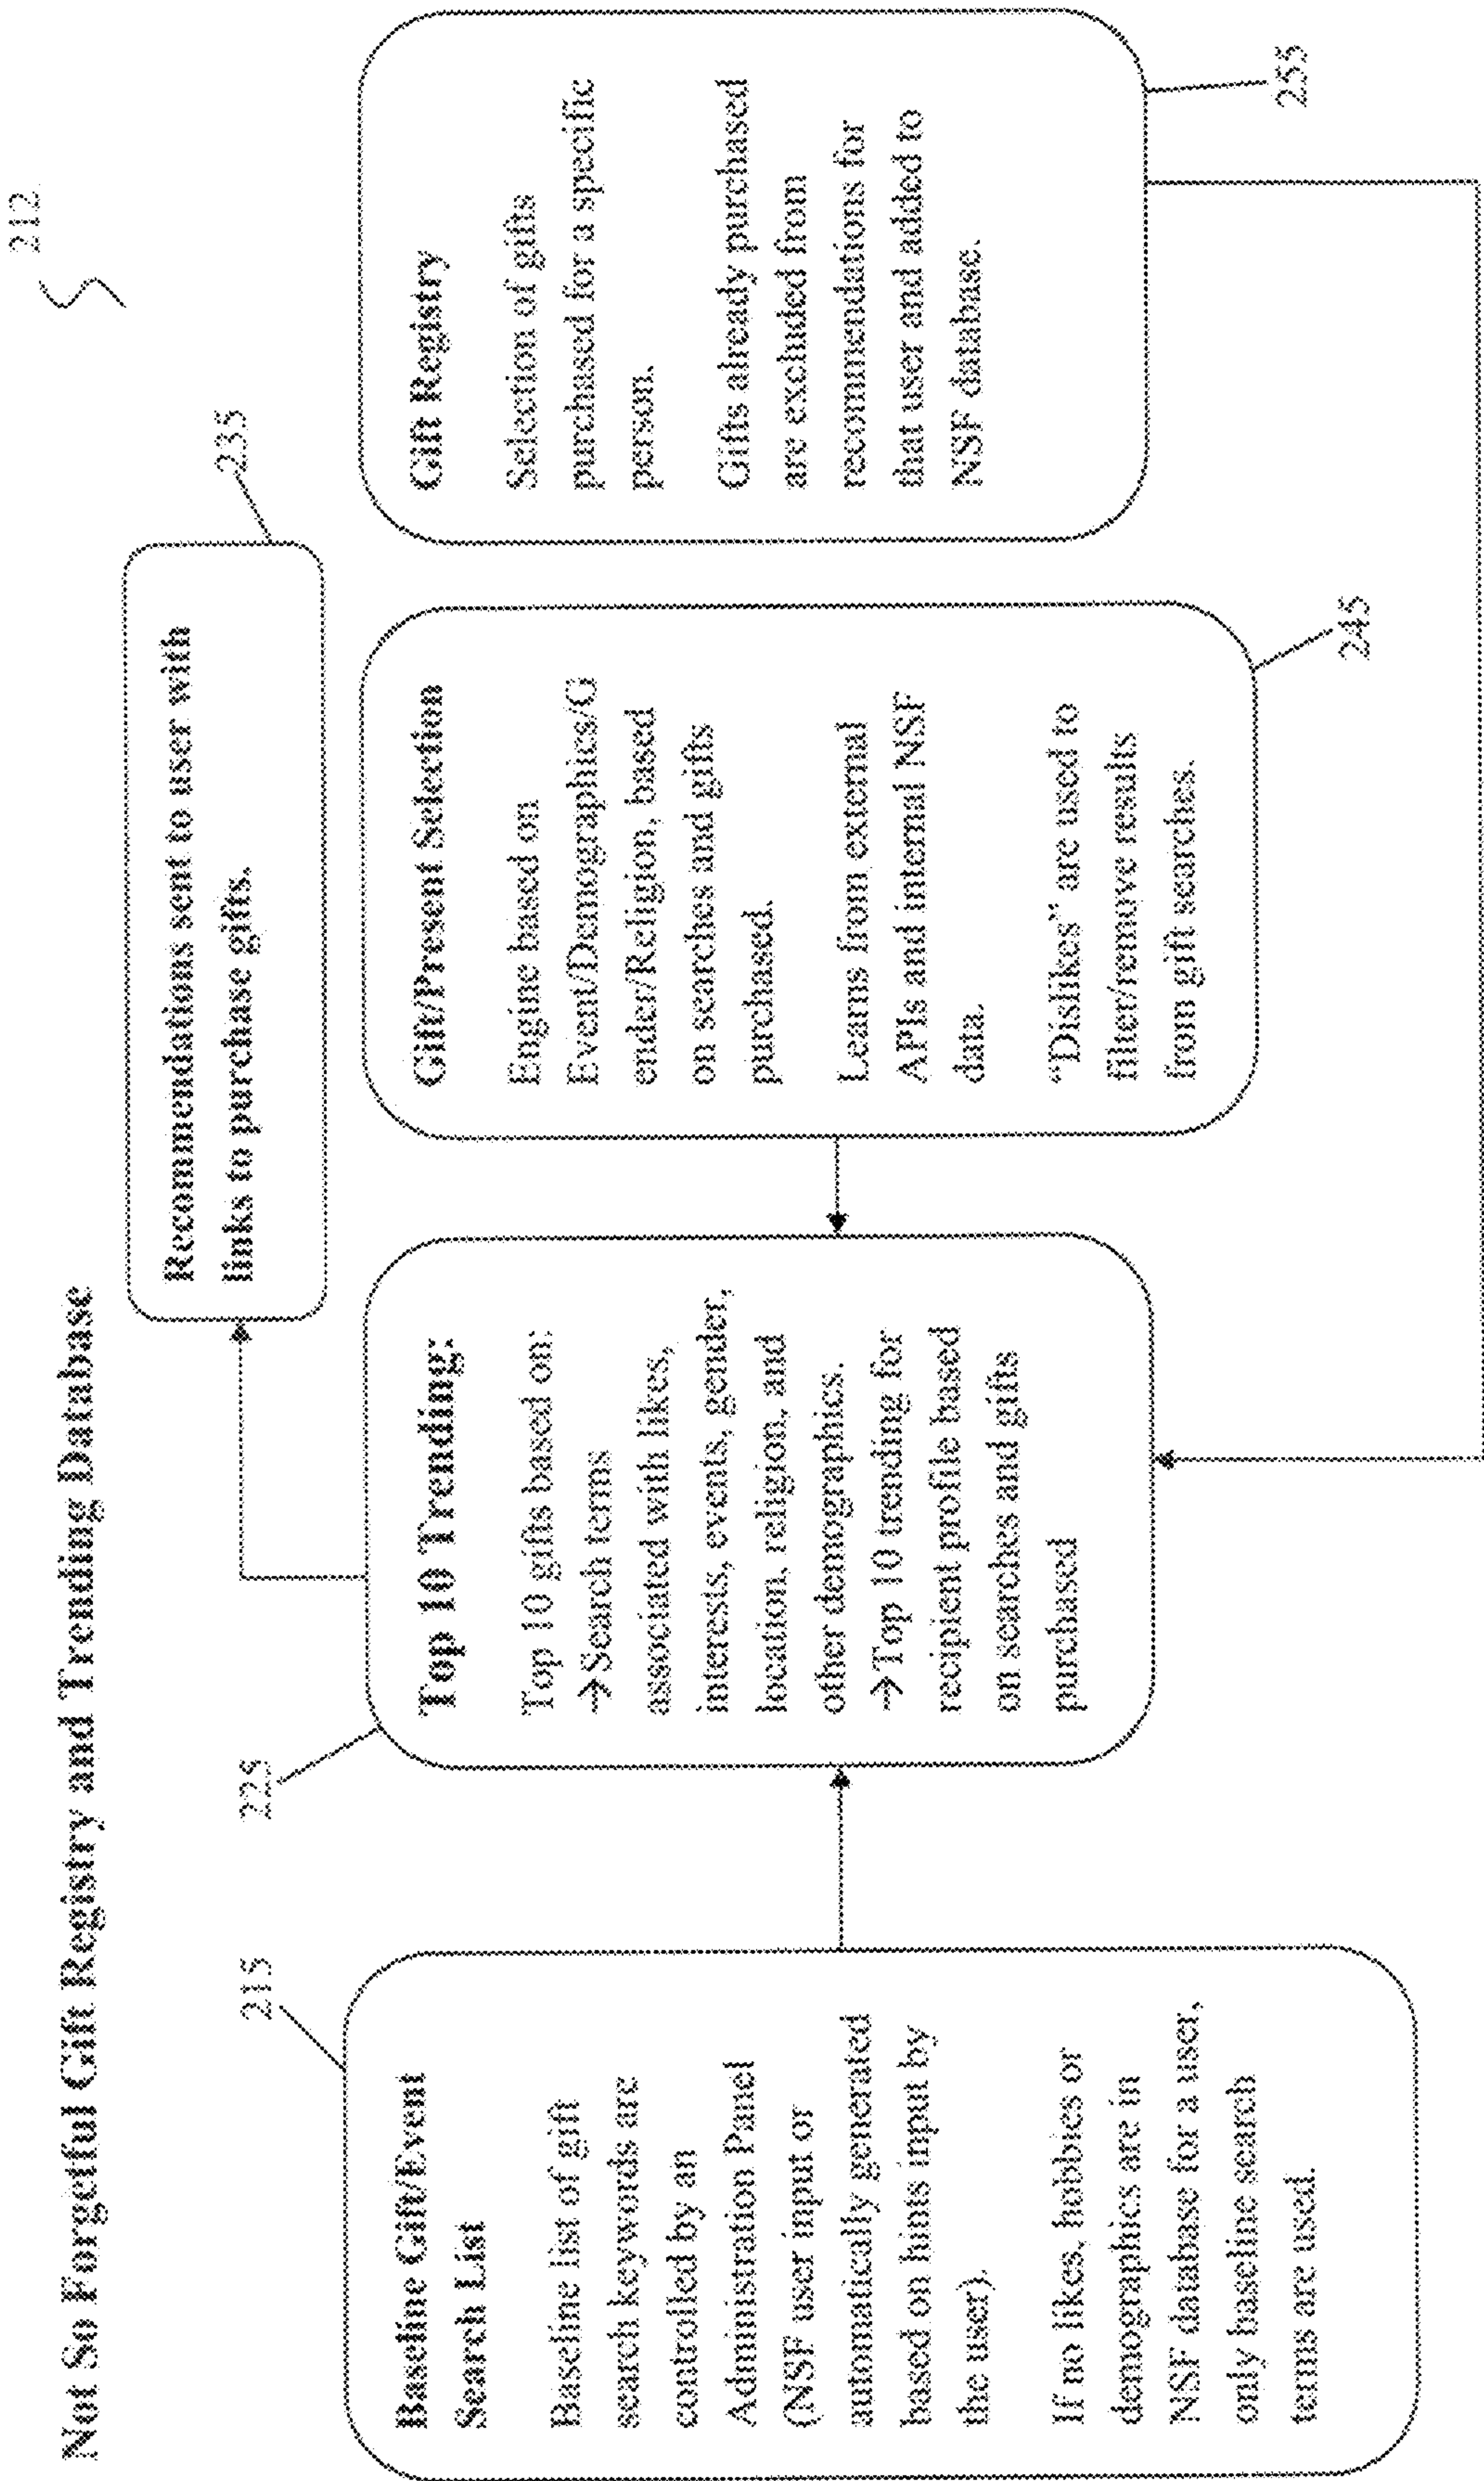 Not So Forgetful Gift Registry and Trending Database
212
215
Baseline Gift/Event
Search List
Baseline list of gift
search keywords are
controlled by an
Administration Panel
(NSF user input or
automatically generated
based on hints input by
the user).
If no likes, hobbies or
demographics are in
NSF database for a user,
only baseline search
terms are used.
225
Top 10 Trending:
Top 10 gifts based on:
→Search terms
associated with likes,
interests, events, gender,
location, religion, and
other demographics.
→Top 10 trending for
recipient profile based
on searches and gifts
purchased
235
Recommendations sent to user with
links to purchase gifts.
Gift/Present Selection
Engine based on
Event/Demographics/G
ender/Religion, based
on searches and gifts
purchased.
Learns from external
APIs and internal NSF
data.
“Dislikes” are used to
filter/remove results
from gift searches.
245
Gift Registry
Selection of gifts
purchased for a specific
person.
Gifts already purchased
are excluded from
recommendations for
that user and added to
NSF database.
255